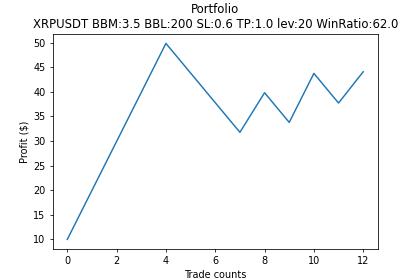 Portfolio
XRPUSDT BBM:3.5 BBL:200 SL:0.6 TP:1.0 lev:20 WinRatio:62.0
50
45
40
35
30
25
20
15
10
Profit ($)
0 2 4 6 8 10 12
Trade counts